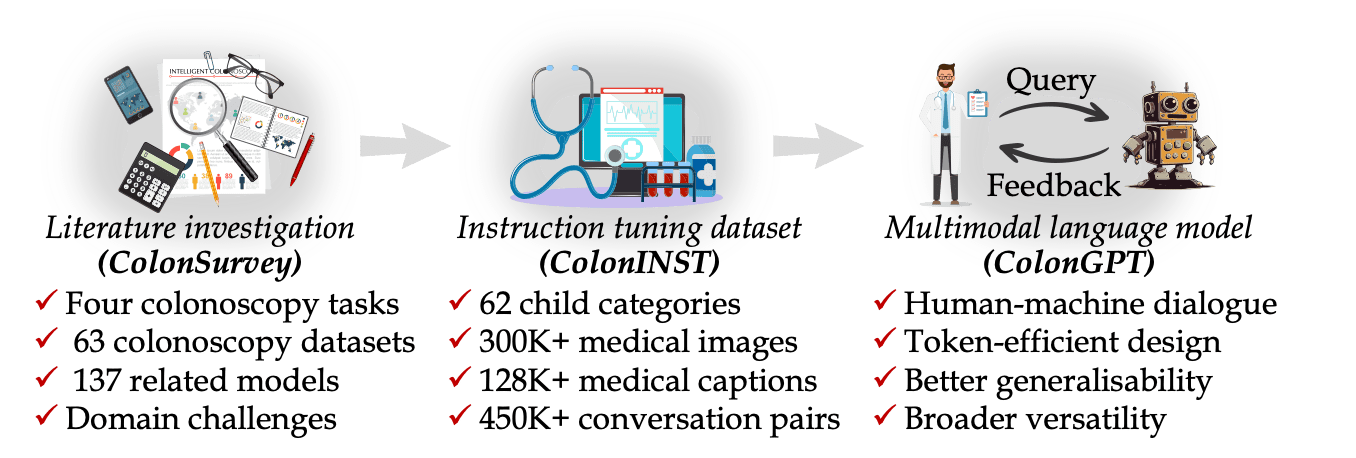 INTELLIGENT COLONOSCOPY
Query
Feedback
Literature investigation
(ColonSurvey)
✓ Four colonoscopy tasks
✓ 63 colonoscopy datasets
✓ 137 related models
✓ Domain challenges
Instruction tuning dataset
(ColonINST)
✓ 62 child categories
✓ 300K+ medical images
✓ 128K+ medical captions
✓ 450K+ conversation pairs
Multimodal language model
(ColonGPT)
✓ Human-machine dialogue
✓ Token-efficient design
✓ Better generalisability
✓ Broader versatility